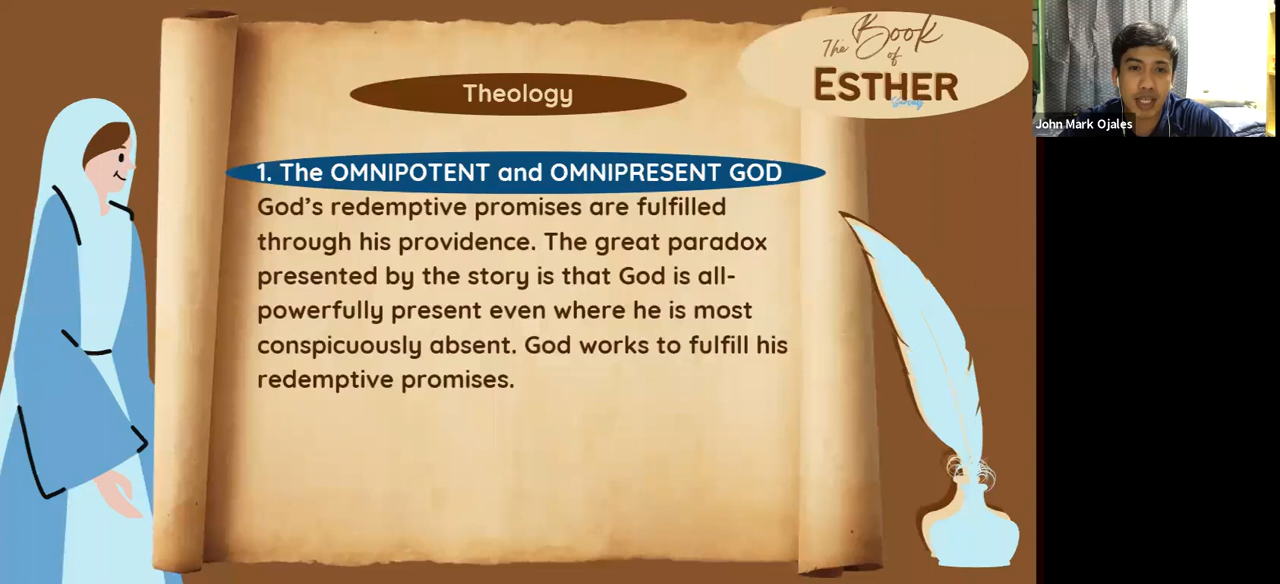 The Book
of
ESTHER
Theology
1. The OMNIPOTENT and OMNIPRESENT GOD
God's redemptive promises are fulfilled
through his providence. The great paradox
presented by the story is that God is all-
powerfully present even where he is most
conspicuously absent. God works to fulfill his
redemptive promises.
John Mark Ojales